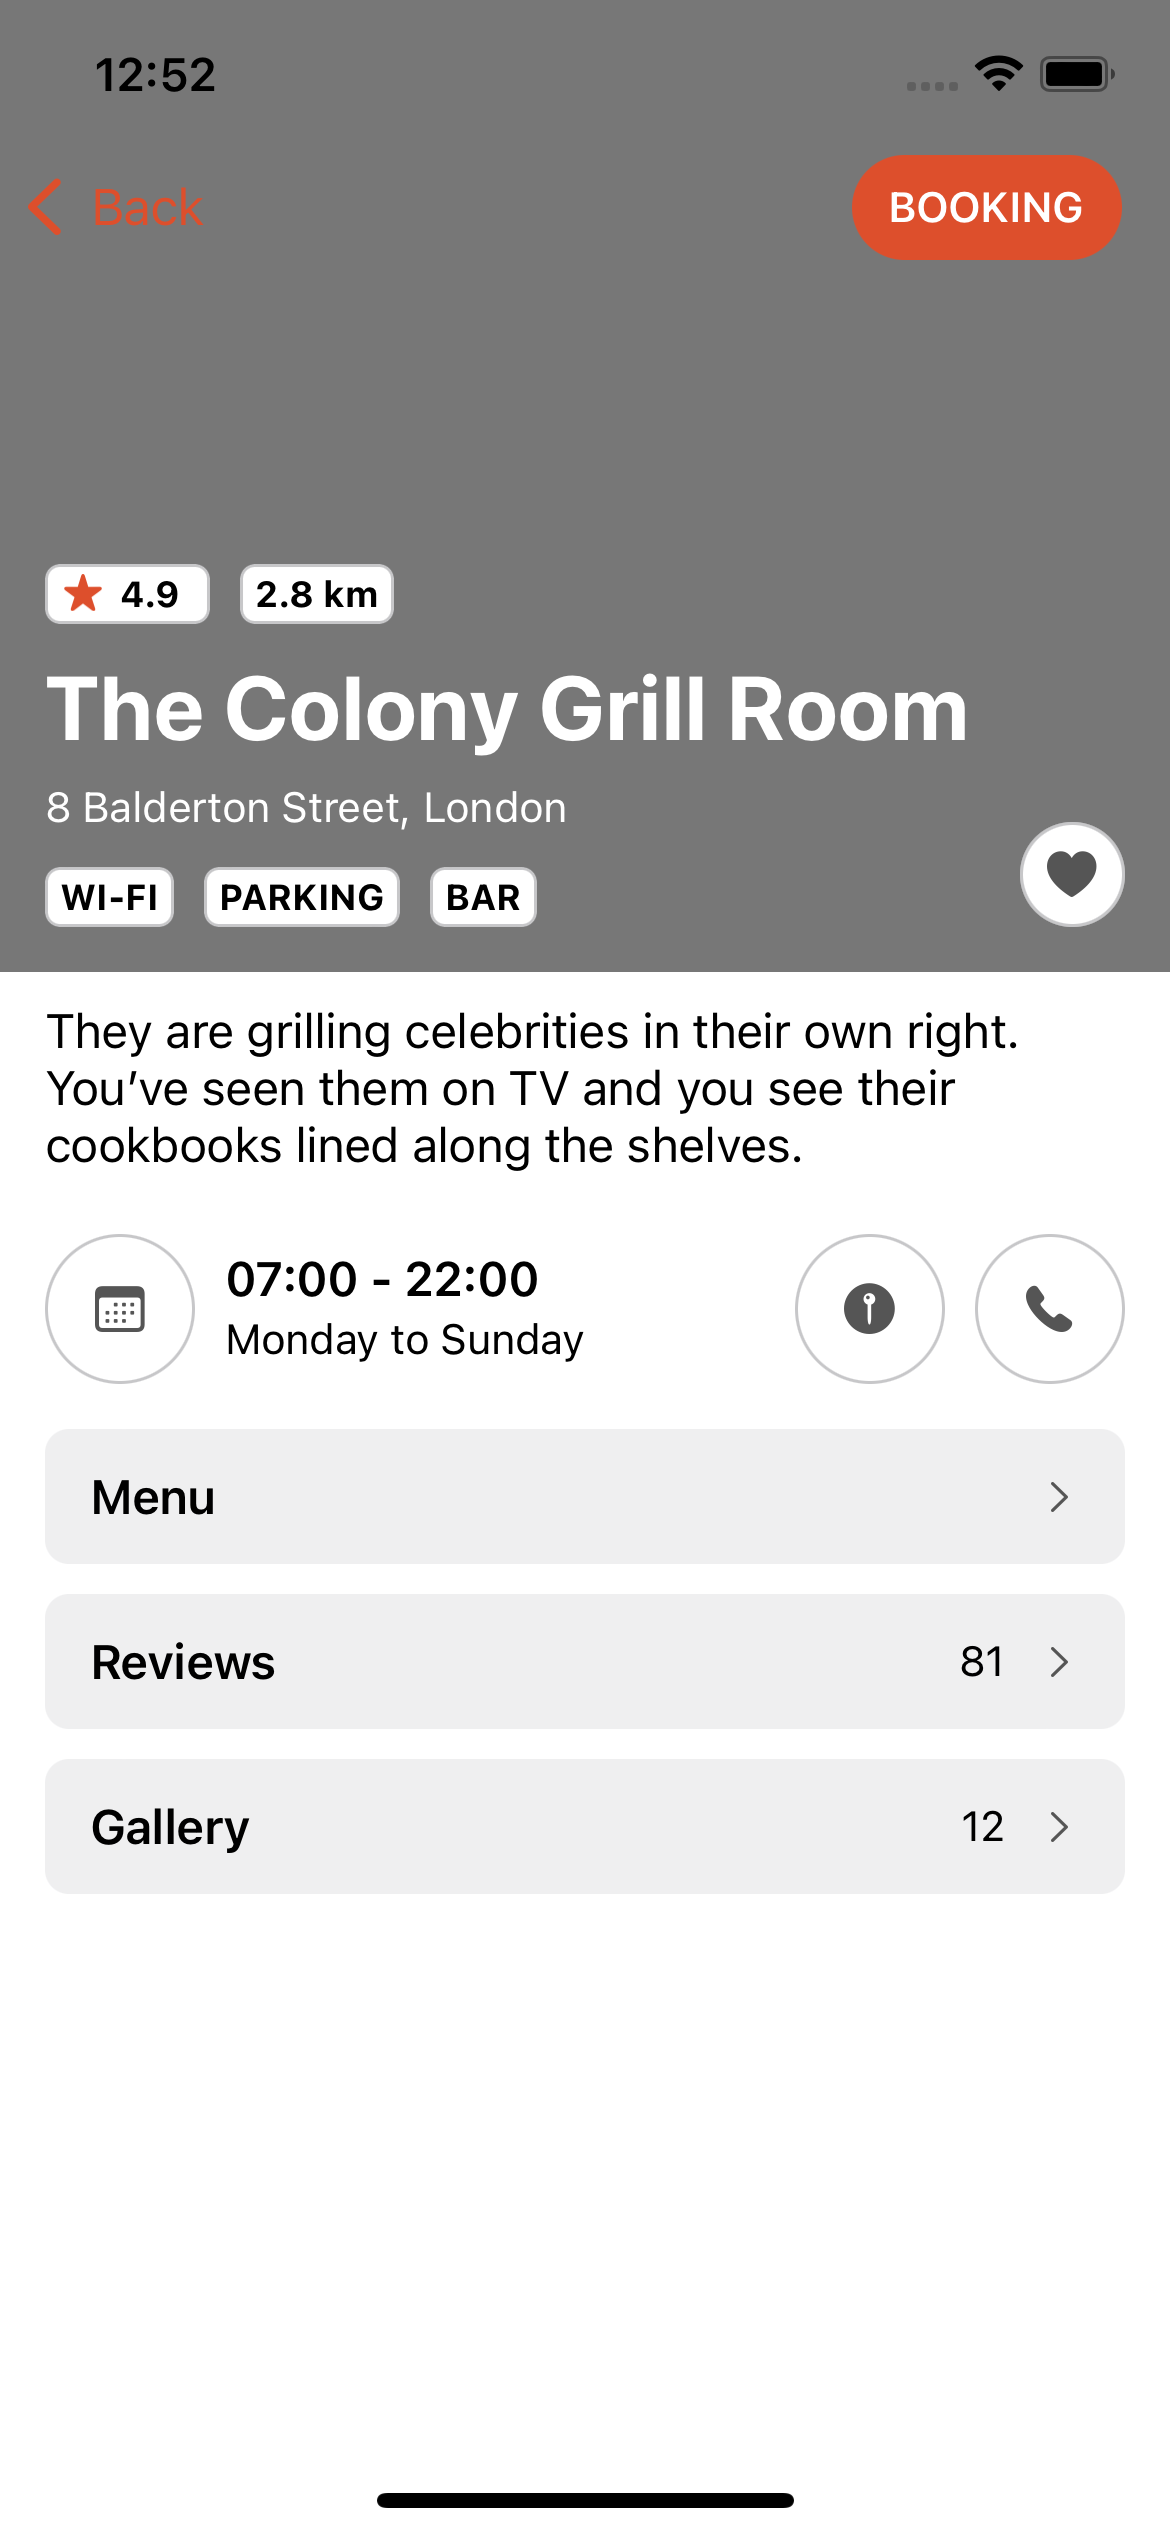 12:52
Back
BOOKING
4.9
2.8 km
The Colony Grill Room
8 Balderton Street, London
WI-FI
PARKING
BAR
They are grilling celebrities in their own right.
You’ve seen them on TV and you see their
cookbooks lined along the shelves.
07:00 - 22:00
Monday to Sunday
Menu
Reviews
81
Gallery
12